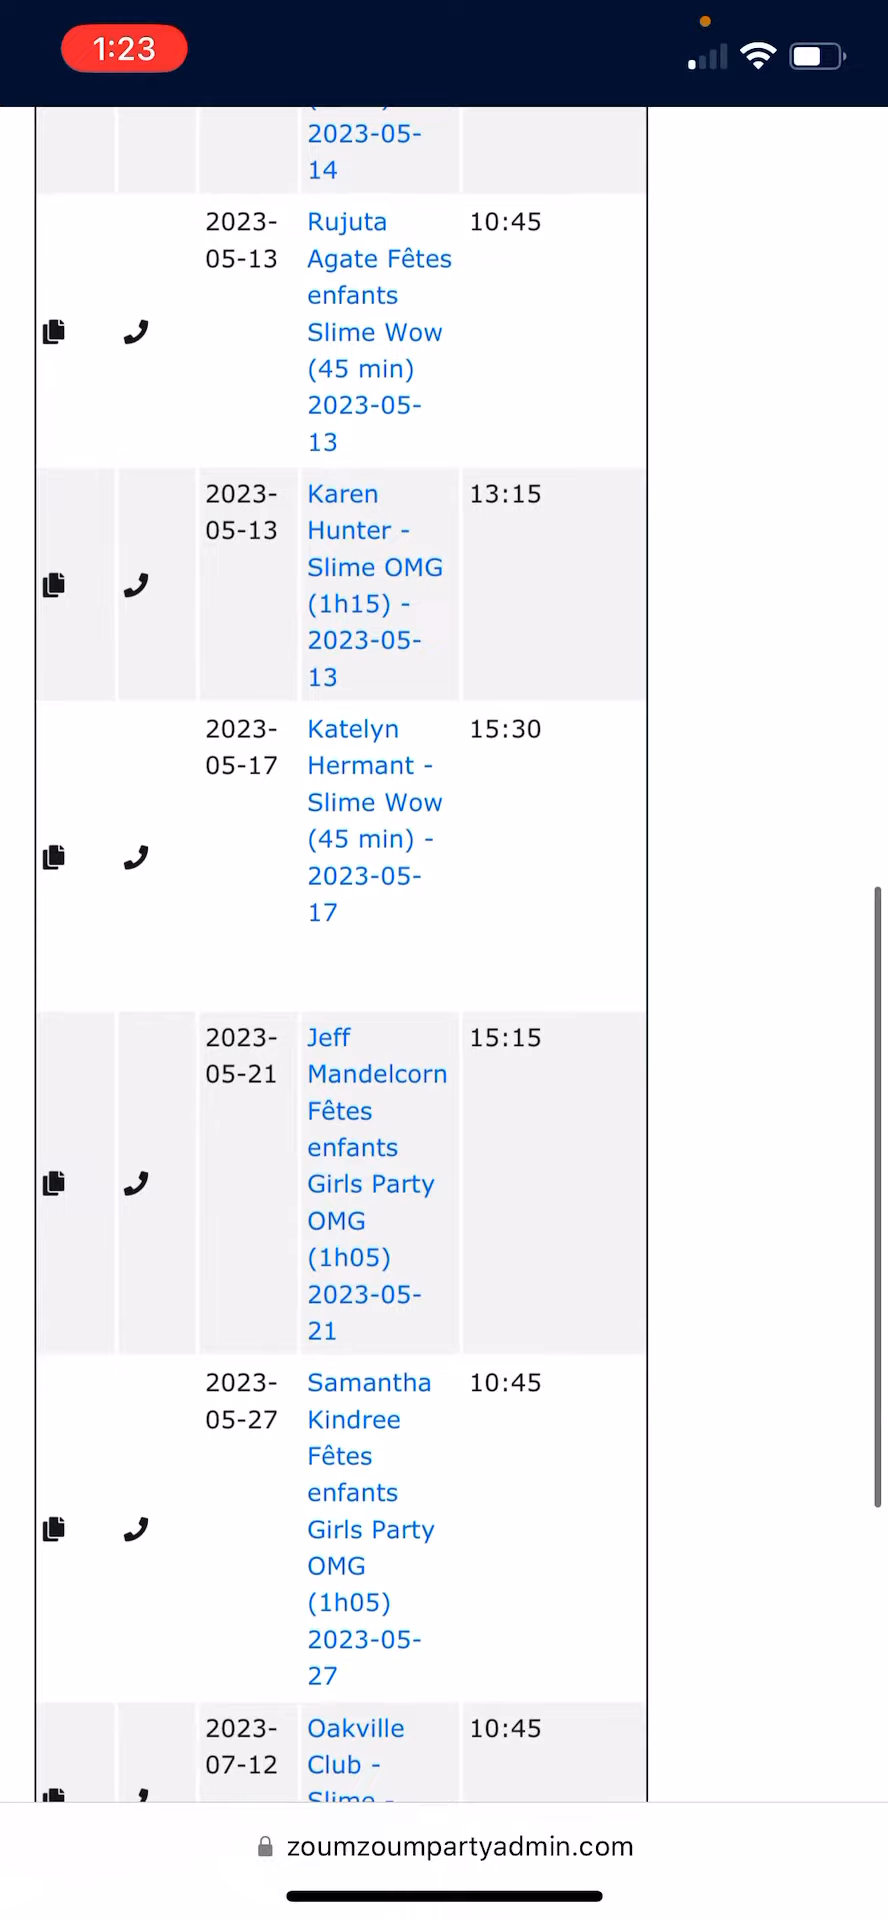 1:23
2023-05-
14
2023- Rujuta 10:45
05-13 Agate Fêtes
enfants
Slime Wow
(45 min)
2023-05-
13
2023- Karen 13:15
05-13 Hunter -
Slime OMG
(1h15) -
2023-05-
13
2023- Katelyn 15:30
05-17 Hermant -
Slime Wow
(45 min) -
2023-05-
17
2023- Jeff 15:15
05-21 Mandelcorn
Fêtes
enfants
Girls Party
OMG
(1h05)
2023-05-
21
2023- Samantha 10:45
05-27 Kindree
Fêtes
enfants
Girls Party
OMG
(1h05)
2023-05-
27
2023- Oakville 10:45
07-12 Club -
Slime -
zoumzoumpartyadmin.com